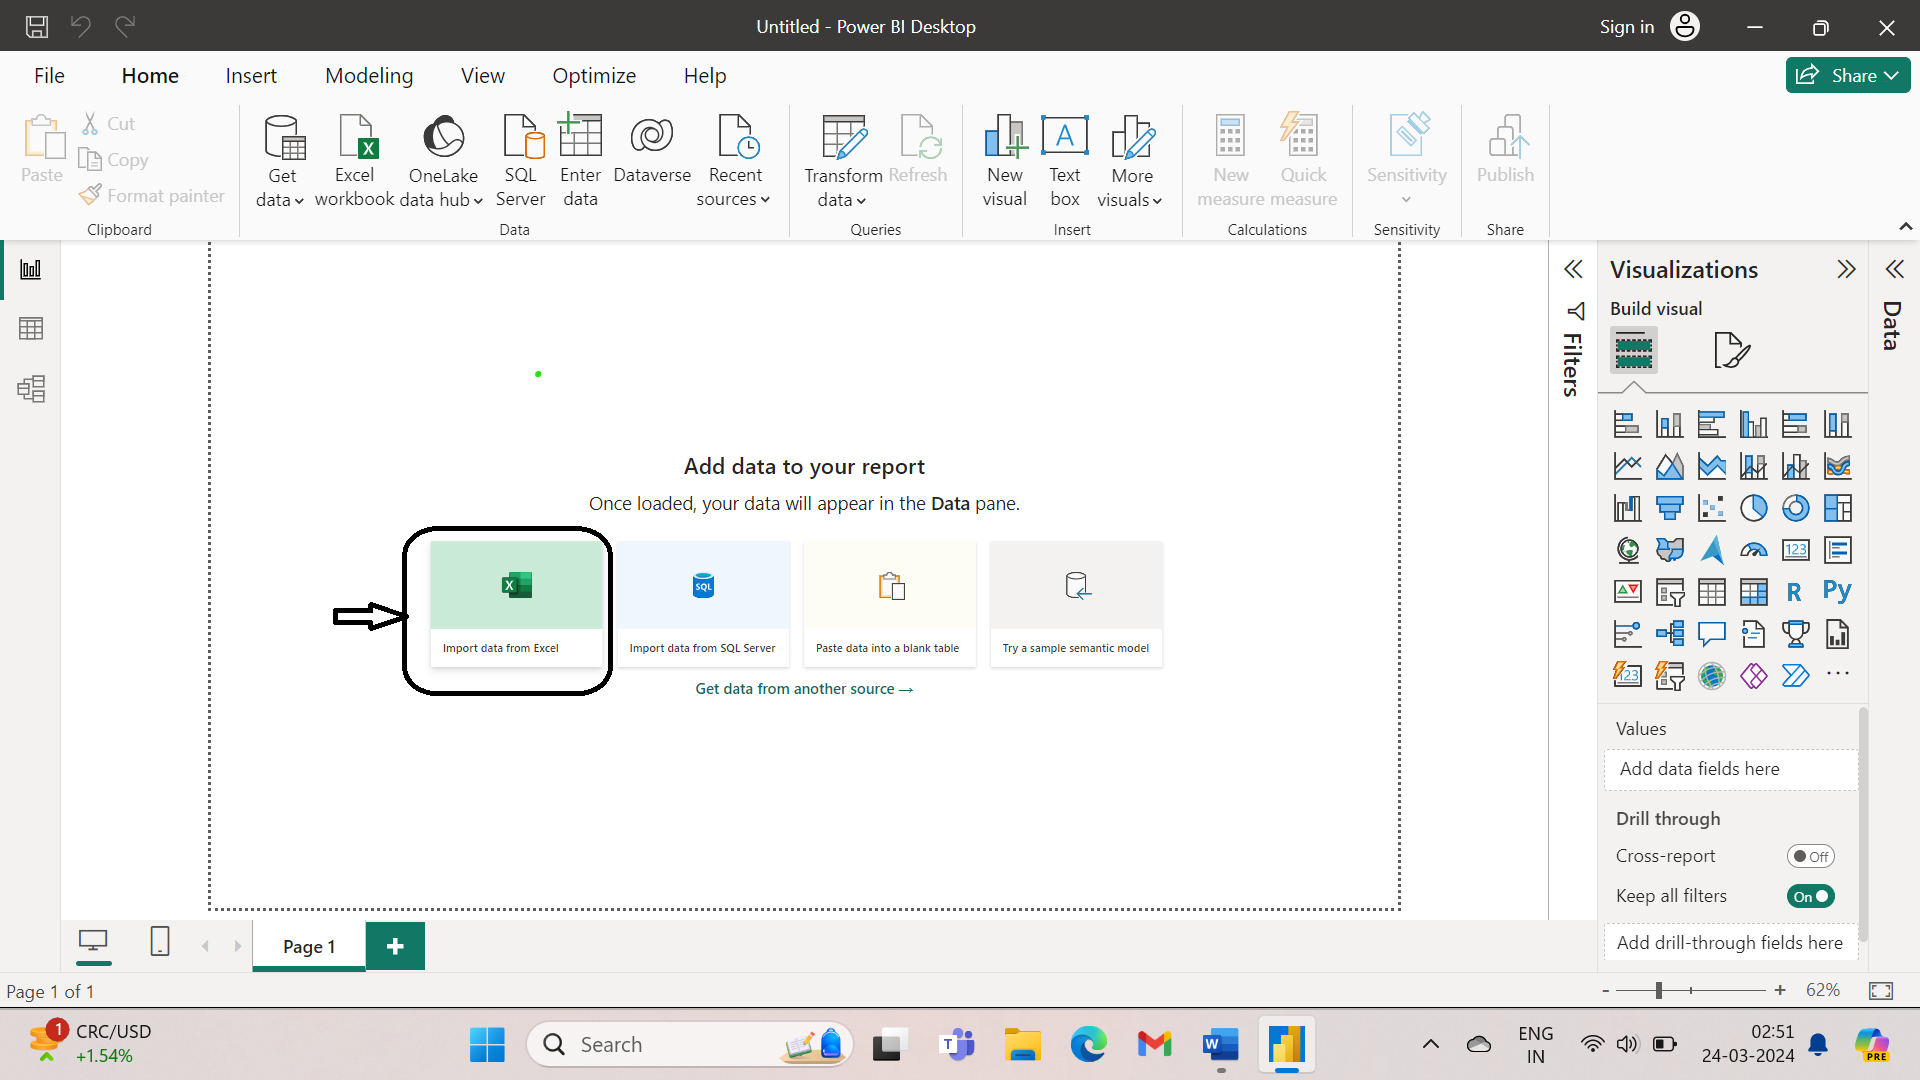 Untitled - Power BI Desktop
Sign in
File Home Insert Modeling View Optimize Help
Share
Paste
Cut
Copy
Format painter
Clipboard
Get data
Excel workbook
OneLake data hub
SQL Server
Enter data
Dataverse
Recent sources
Data
Transform data
Refresh
Queries
New visual
Text box
More visuals
Insert
New measure
Quick measure
Calculations
Sensitivity
Sensitivity
Publish
Share
Filters
Visualizations
Build visual
Data
Add data to your report
Once loaded, your data will appear in the Data pane.
SQL
Import data from Excel
Import data from SQL Server
Paste data into a blank table
Try a sample semantic model
Get data from another source →
123
R
Py
123
Values
Add data fields here
Drill through
Cross-report
Off
Keep all filters
On
Add drill-through fields here
Page 1
Page 1 of 1
- + 62%
1
CRC/USD
+1.54%
Search
ENG
IN
02:51
24-03-2024
PRE